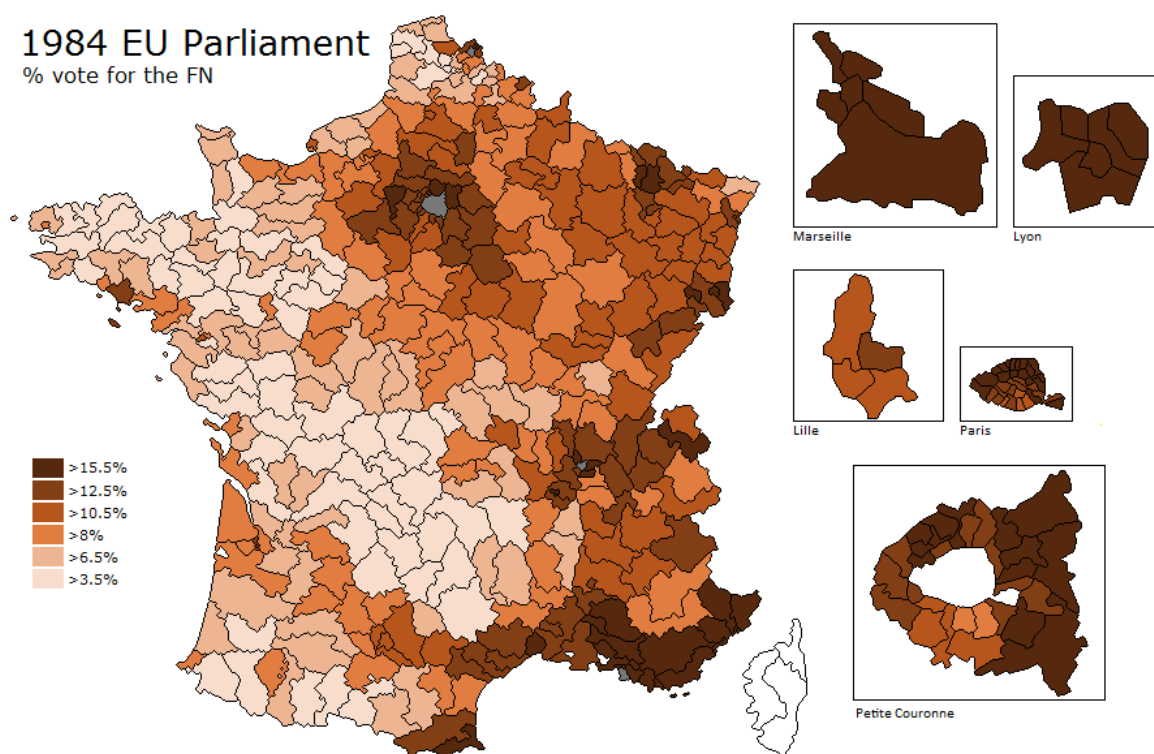 1984 EU Parliament
% vote for the FN
Marseille
Lyon
Lille
Paris
>15.5%
>12.5%
>10.5%
>8%
>6.5%
>3.5%
Petite Couronne